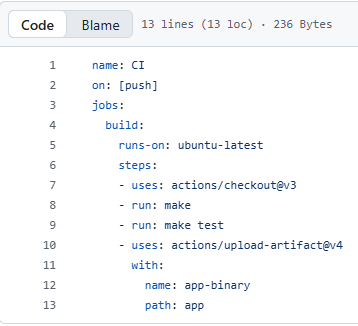 Code Blame 13 lines (13 loc) · 236 Bytes
1 name: CI
2 on: [push]
3 jobs:
4   build:
5     runs-on: ubuntu-latest
6     steps:
7     - uses: actions/checkout@v3
8     - run: make
9     - run: make test
10     - uses: actions/upload-artifact@v4
11       with:
12         name: app-binary
13         path: app